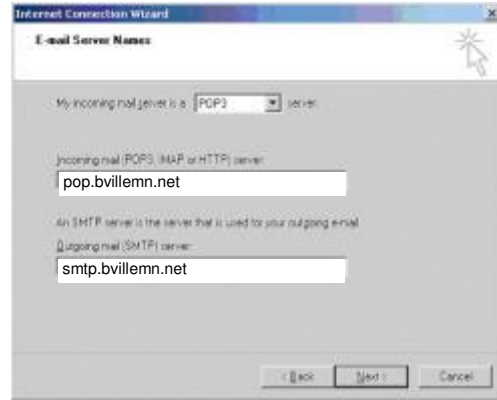 Internet Connection Wizard
E-mail Server Names
My incoming mail server is a POP3 server.
Incoming mail (POP3, IMAP or HTTP) server:
pop.bvillemn.net
An SMTP server is the server that is used for your outgoing e-mail.
Outgoing mail (SMTP) server:
smtp.bvillemn.net
< Back Next > Cancel